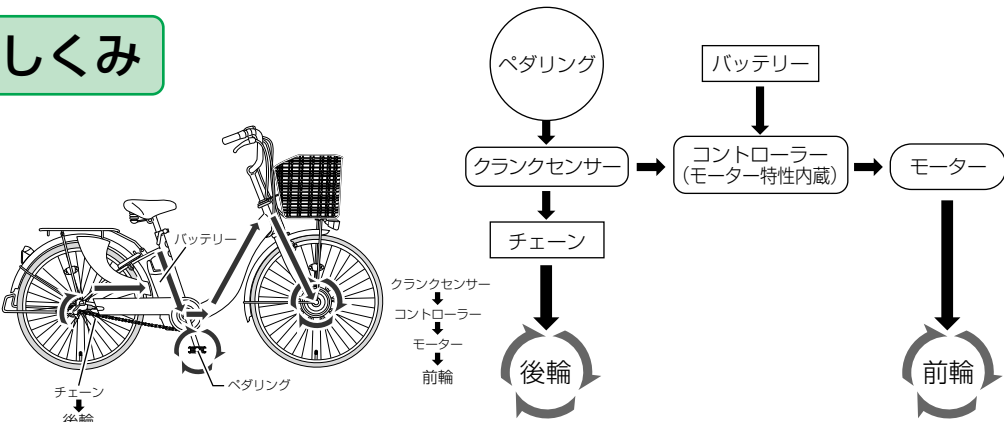 しくみ
バッテリー
クランクセンサー
コントローラー
モーター
前輪
チェーン
後輪
ペダリング
ペダリング
バッテリー
クランクセンサー
コントローラー
(モーター特性内蔵)
モーター
チェーン
後輪
前輪